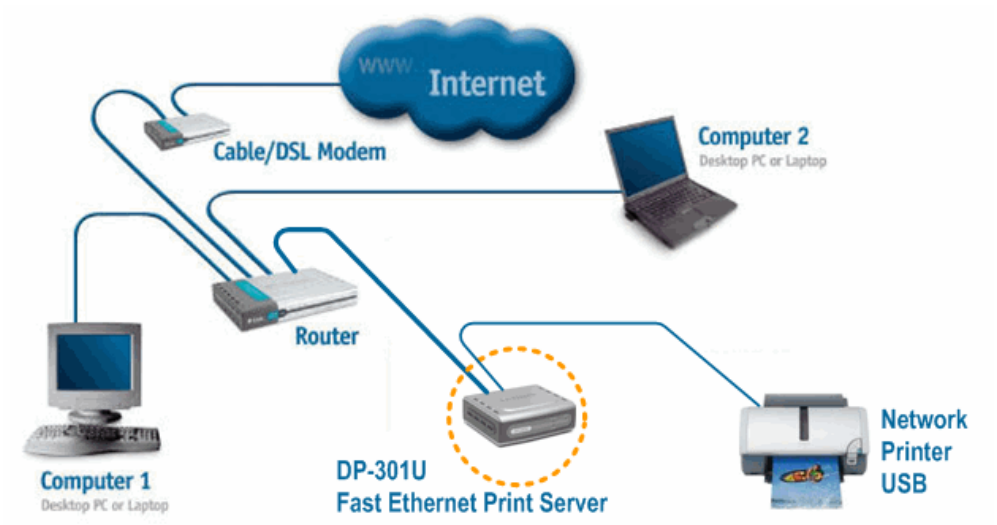 www.
Internet
Cable/DSL Modem
Computer 2
Desktop PC or Laptop
Router
Computer 1
Desktop PC or Laptop
DP-301U
Fast Ethernet Print Server
Network
Printer
USB